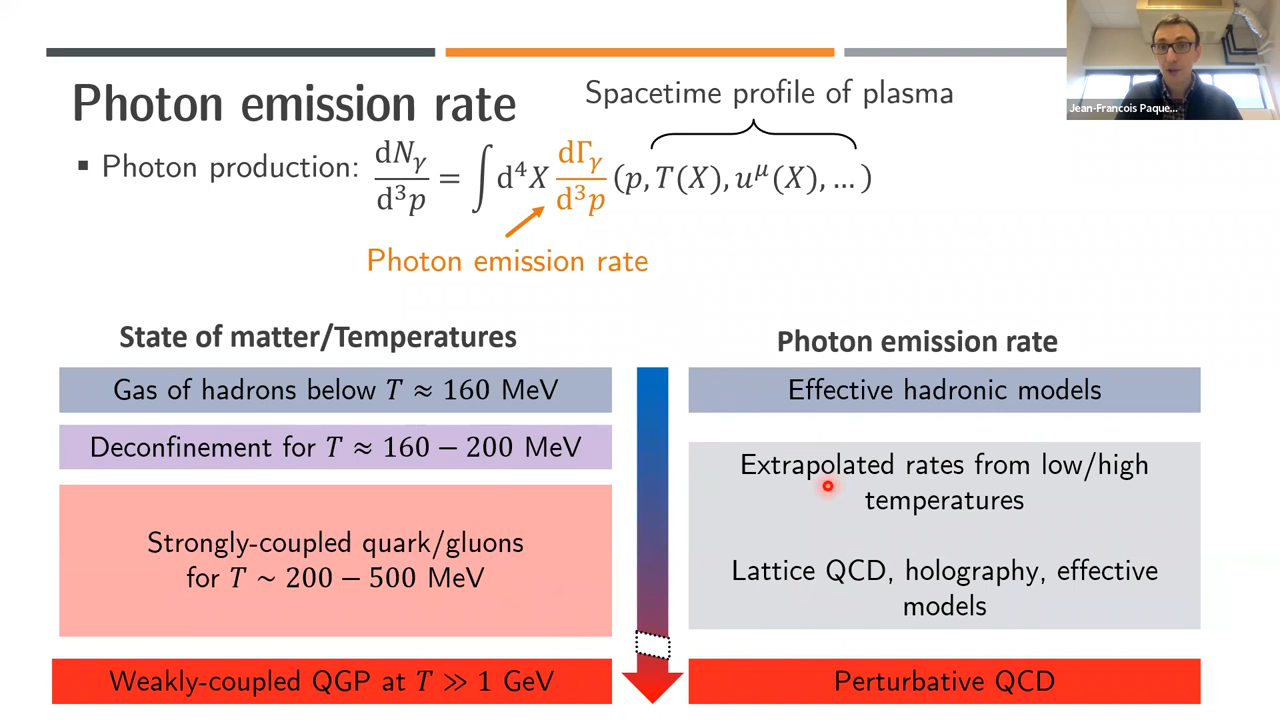 Spacetime profile of plasma
Jean-Francois Paque...
Photon emission rate
▪ Photon production: dN_γ/d³p = ∫ d⁴X dΓ_γ/d³p (p, T(X), u^μ(X), … )
Photon emission rate
State of matter/Temperatures
Photon emission rate
Gas of hadrons below T ≈ 160 MeV
Effective hadronic models
Deconfinement for T ≈ 160 − 200 MeV
Extrapolated rates from low/high
temperatures
Strongly-coupled quark/gluons
for T ~ 200 − 500 MeV
Lattice QCD, holography, effective
models
Weakly-coupled QGP at T ≫ 1 GeV
Perturbative QCD